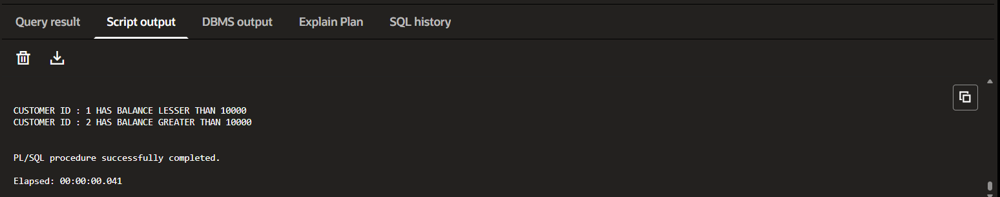 Query result
Script output
DBMS output
Explain Plan
SQL history
CUSTOMER ID : 1 HAS BALANCE LESSER THAN 10000
CUSTOMER ID : 2 HAS BALANCE GREATER THAN 10000
PL/SQL procedure successfully completed.
Elapsed: 00:00:00.041